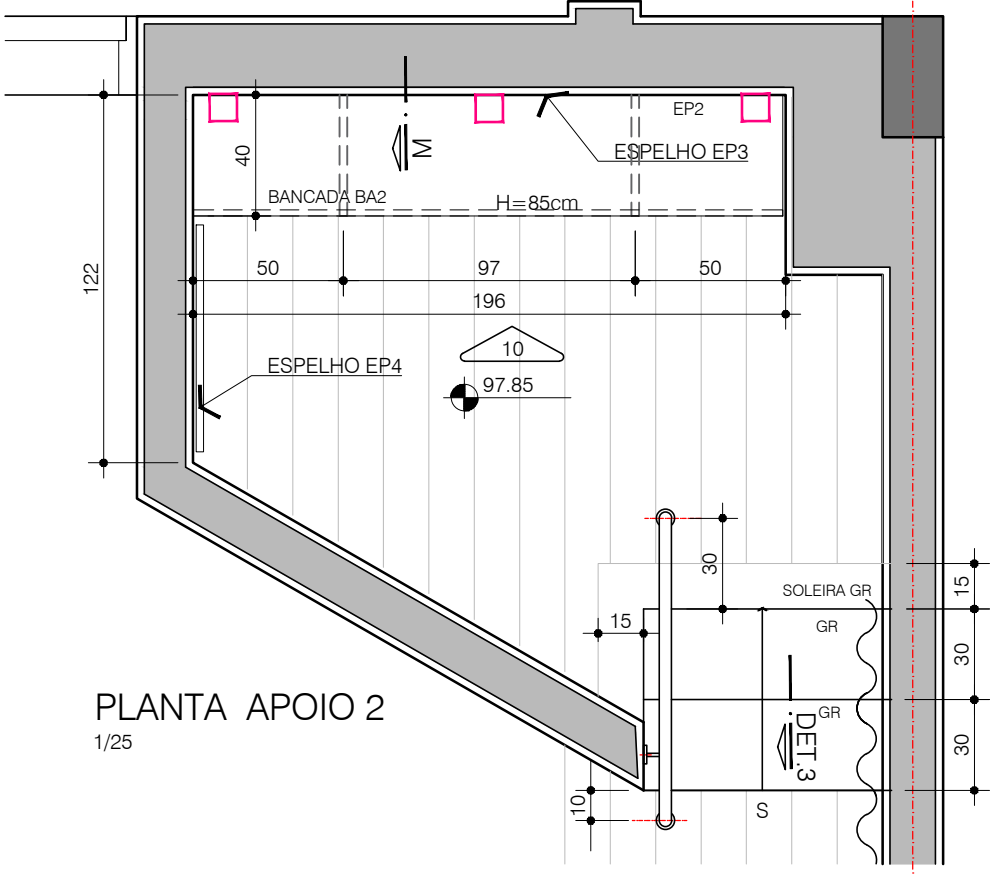 EP2
ESPELHO EP3
M
40
BANCADA BA2
H=85cm
122
50
97
50
196
10
ESPELHO EP4
97.85
30
15
SOLEIRA GR
15
GR
30
PLANTA APOIO 2
1/25
GR
DET.3
30
10
S